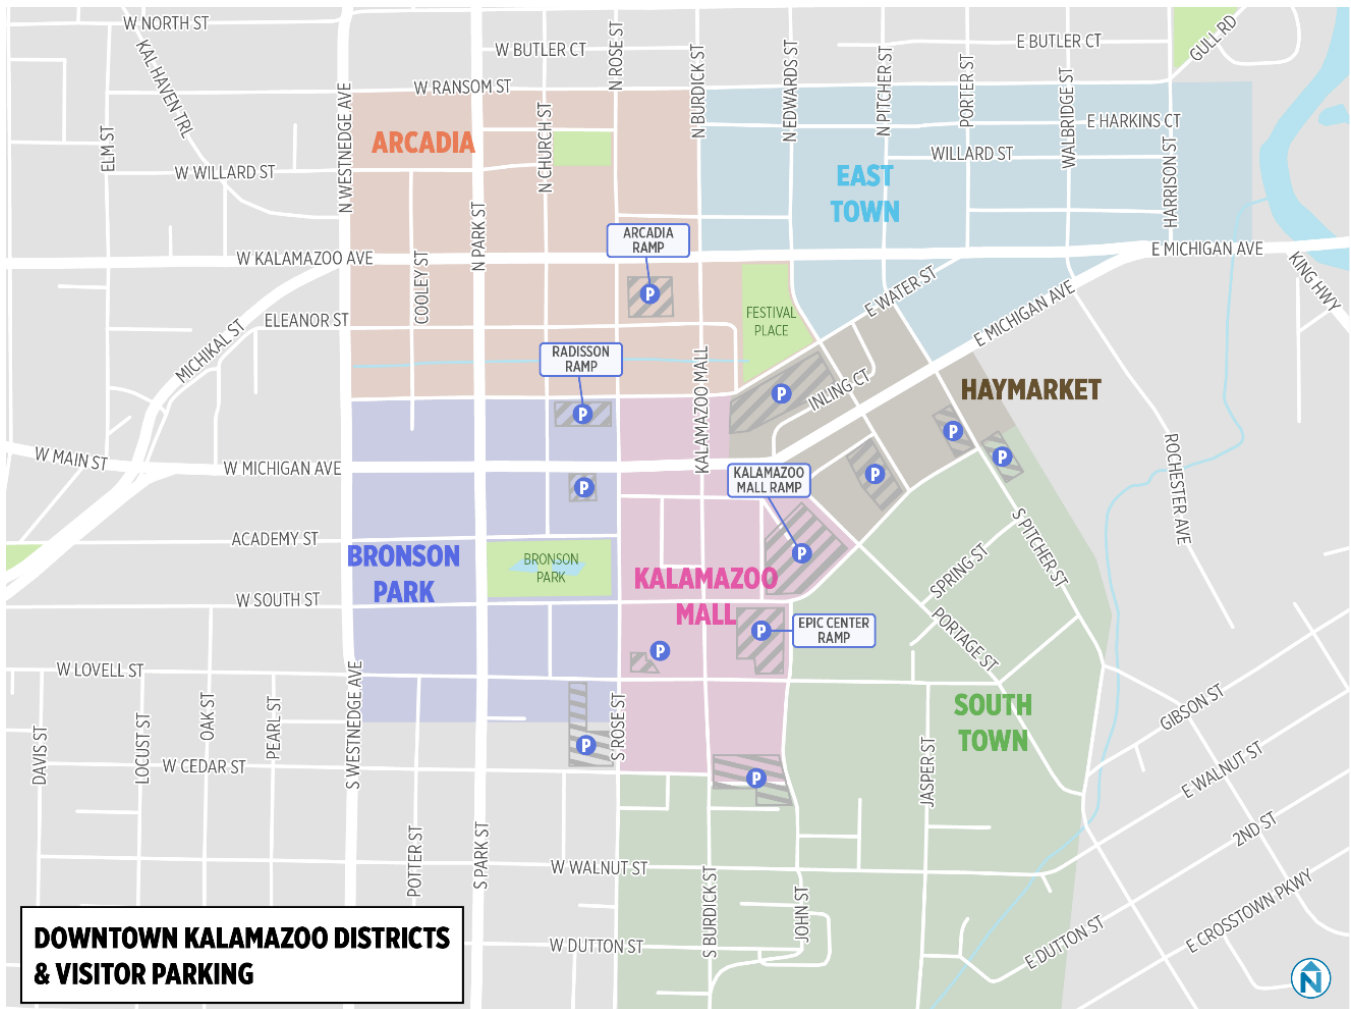 W NORTH ST
KAL HAVEN TRL
W BUTLER CT
N ROSE ST
N BURDICK ST
N EDWARDS ST
N PITCHER ST
PORTER ST
E BUTLER CT
WALBRIDGE ST
GULL RD
W RANSOM ST
N WESTNEDGE AVE
ELM ST
ARCADIA
N CHURCH ST
E HARKINS CT
WILLARD ST
HARRISON ST
W WILLARD ST
EAST
TOWN
N PARK ST
ARCADIA
RAMP
P
W KALAMAZOO AVE
COOLEY ST
E MICHIGAN AVE
KING HWY
E WATER ST
FESTIVAL
PLACE
ELEANOR ST
MICHIKAL ST
E MICHIGAN AVE
RADISSON
RAMP
P
KALAMAZOO MALL
P
INLING CT
HAYMARKET
P
P
ROCHESTER AVE
W MAIN ST
W MICHIGAN AVE
P
KALAMAZOO
MALL RAMP
P
P
ACADEMY ST
BRONSON
PARK
BRONSON
PARK
S PITCHER ST
SPRING ST
KALAMAZOO
MALL
W SOUTH ST
P
EPIC CENTER
RAMP
PORTAGE ST
P
W LOVELL ST
S WESTNEDGE AVE
S ROSE ST
SOUTH
TOWN
GIBSON ST
DAVIS ST
LOCUST ST
OAK ST
PEARL ST
P
W CEDAR ST
P
JASPER ST
E WALNUT ST
2ND ST
POTTER ST
S PARK ST
W WALNUT ST
S BURDICK ST
JOHN ST
E CROSSTOWN PKWY
W DUTTON ST
E DUTTON ST
DOWNTOWN KALAMAZOO DISTRICTS
& VISITOR PARKING
N